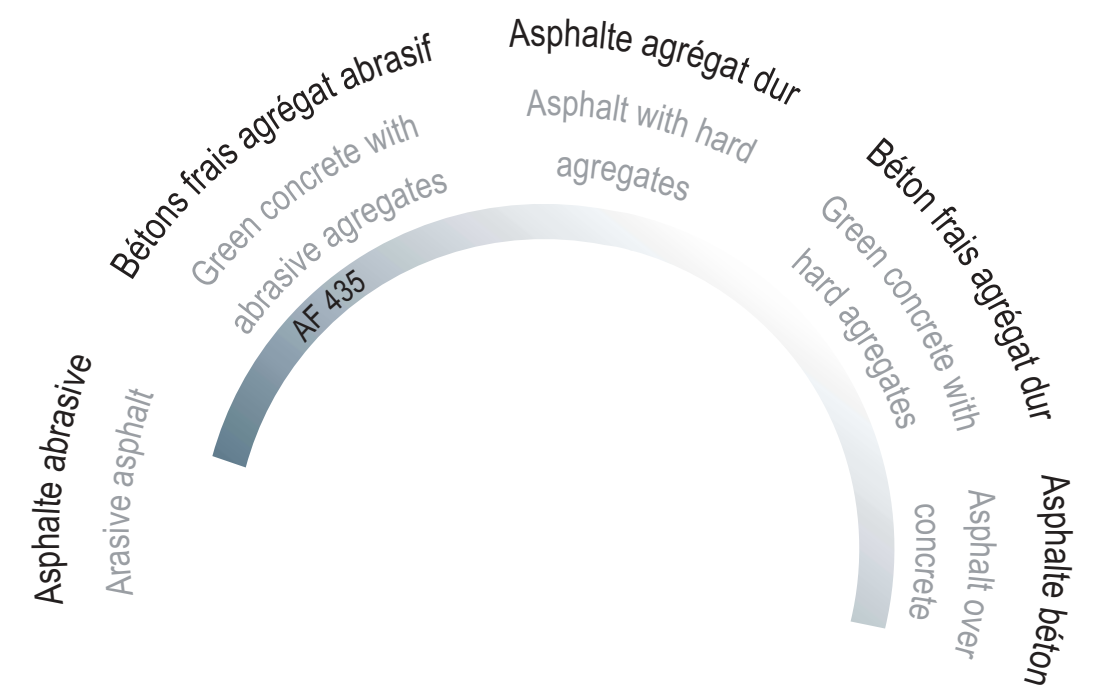 Asphalte abrasive
Arasive asphalt
Bétons frais agrégat abrasif
Green concrete with
abrasive agregates
AF 435
Asphalte agrégat dur
Asphalt with hard
agregates
Béton frais agrégat dur
Green concrete with
hard agregates
Asphalte béton
Asphalt over
concrete